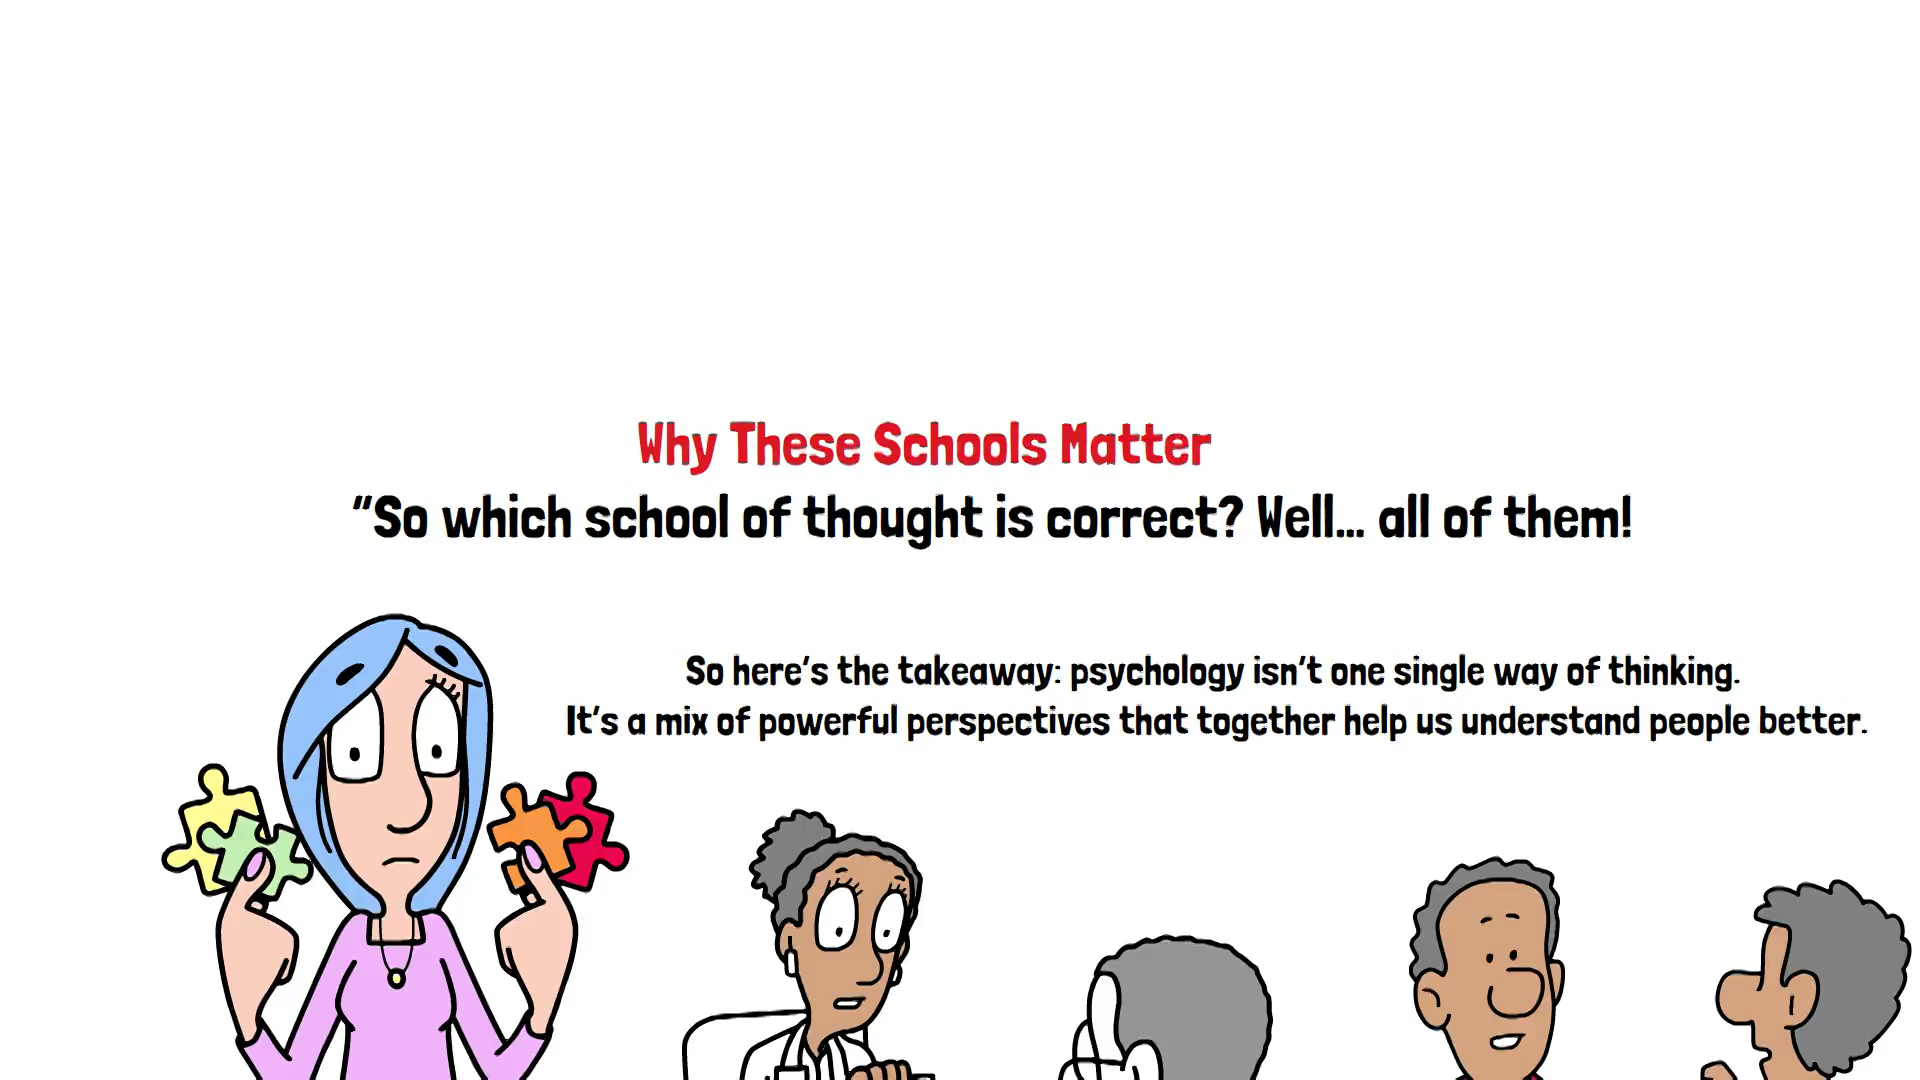 Why These Schools Matter
"So which school of thought is correct? Well... all of them!
So here's the takeaway: psychology isn't one single way of thinking.
It's a mix of powerful perspectives that together help us understand people better.